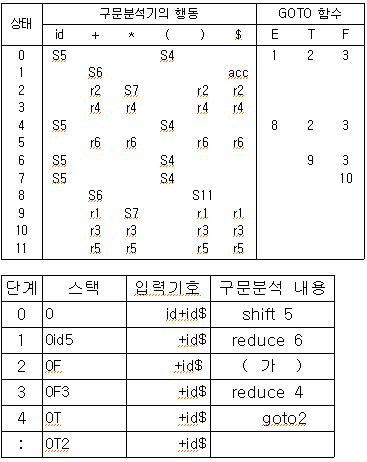 상태 구문분석기의 행동 GOTO 함수
id + * ( ) $ E T F
0 S5 S4 1 2 3
1 S6 acc
2 r2 S7 r2 r2
3 r4 r4 r4 r4
4 S5 S4 8 2 3
5 r6 r6 r6 r6
6 S5 S4 9 3
7 S5 S4 10
8 S6 S11
9 r1 S7 r1 r1
10 r3 r3 r3 r3
11 r5 r5 r5 r5
단계 스택 입력기호 구문분석 내용
0 0 id+id$ shift 5
1 0id5 +id$ reduce 6
2 0F +id$ ( 가 )
3 0F3 +id$ reduce 4
4 0T +id$ goto2
: 0T2 +id$